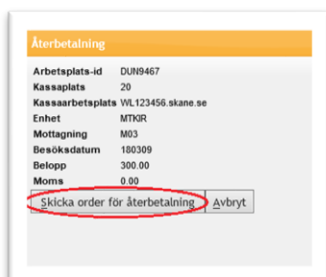 Återbetalning
Arbetsplats-id DUN9467
Kassaplats 20
Kassaarbetsplats WL123456.skane.se
Enhet MTKIR
Mottagning M03
Besöksdatum 180309
Belopp 300.00
Moms 0.00
Skicka order för återbetalning Avbryt